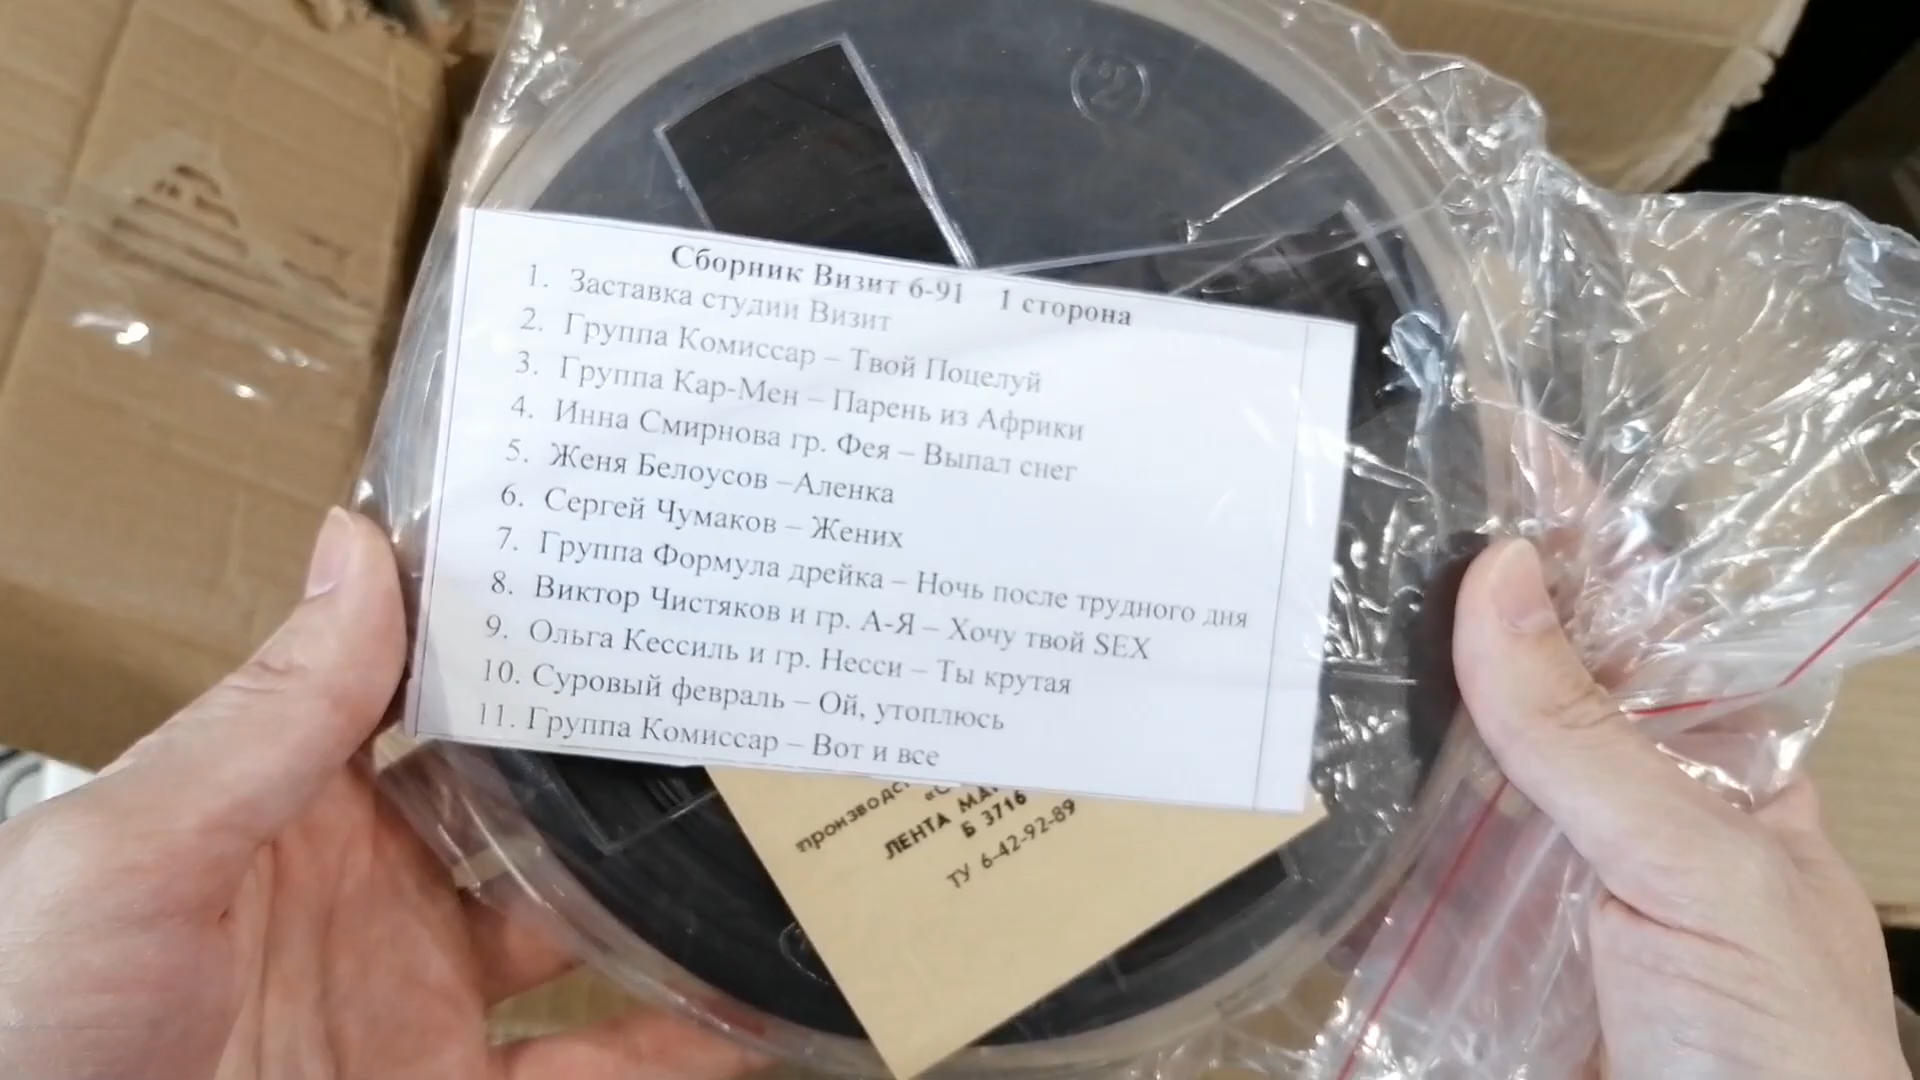 2
Сборник Визит 6-91 1 сторона
1. Заставка студии Визит
2. Группа Комиссар – Твой Поцелуй
3. Группа Кар-Мен – Парень из Африки
4. Инна Смирнова гр. Фея – Выпал снег
5. Женя Белоусов –Аленка
6. Сергей Чумаков – Жених
7. Группа Формула дрейка – Ночь после трудного дня
8. Виктор Чистяков и гр. А-Я – Хочу твой SEX
9. Ольга Кессиль и гр. Несси – Ты крутая
10. Суровый февраль – Ой, утоплюсь
11. Группа Комиссар – Вот и все
ЛЕНТА
Б 3716
ТУ 6-42-92-89